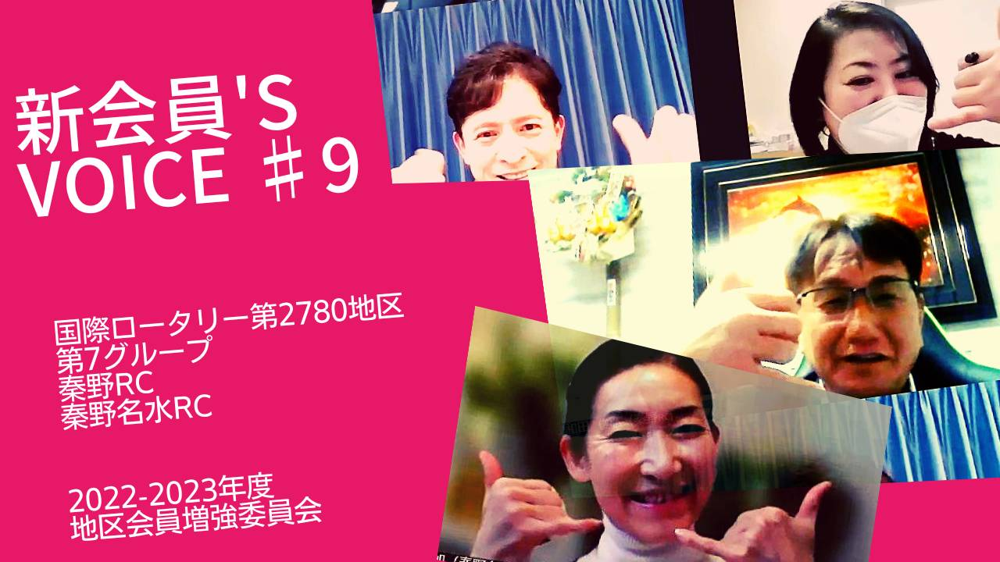 新会員'S
VOICE #9
国際ロータリー第2780地区
第7グループ
秦野RC
秦野名水RC
2022-2023年度
地区会員増強委員会